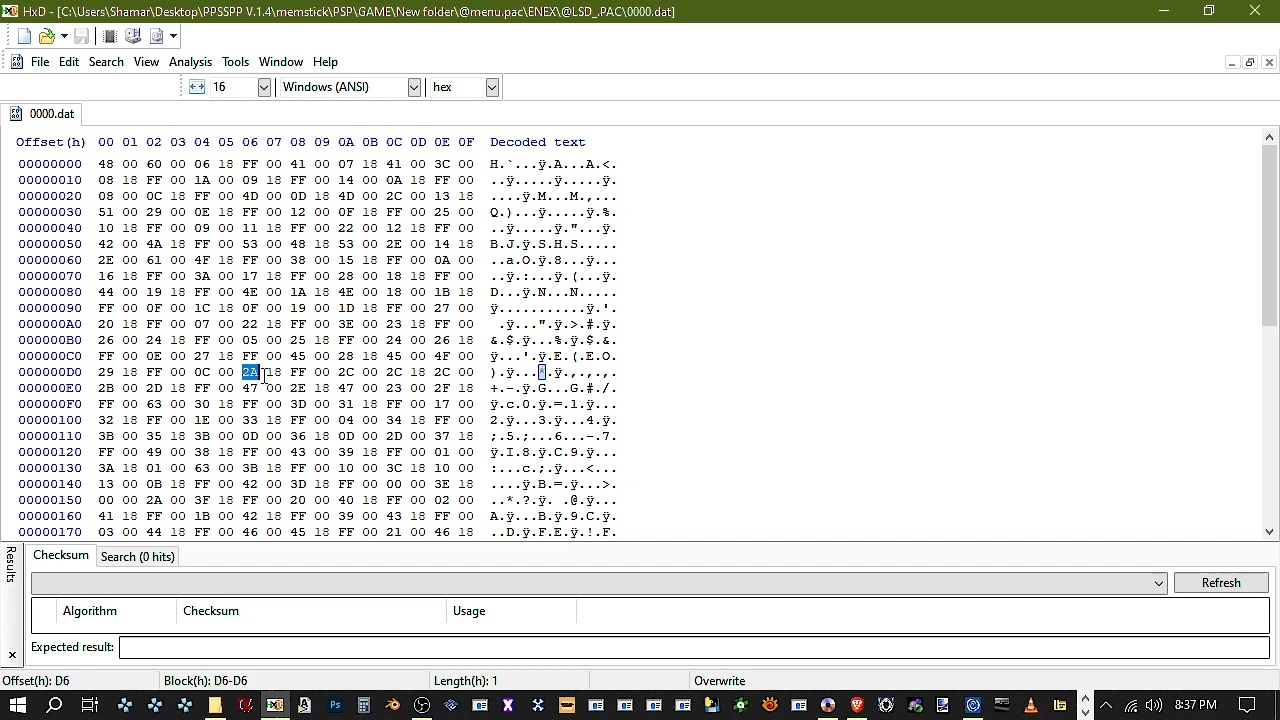 HxD - [C:\Users\Shamar\Desktop\PPSSPP V.1.4\memstick\PSP\GAME\New folder\@menu.pac\ENEX\@LSD_.PAC\0000.dat]
File Edit Search View Analysis Tools Window Help
16 Windows (ANSI) hex
0000.dat
Offset(h) 00 01 02 03 04 05 06 07 08 09 0A 0B 0C 0D 0E 0F Decoded text
00000000 48 00 60 00 06 18 FF 00 41 00 07 18 41 00 3C 00 H.`...ÿ.A...A.<.
00000010 08 18 FF 00 1A 00 09 18 FF 00 14 00 0A 18 FF 00 ..ÿ.....ÿ.....ÿ.
00000020 08 00 0C 18 FF 00 4D 00 0D 18 4D 00 2C 00 13 18 ....ÿ.M...M.,...
00000030 51 00 29 00 0E 18 FF 00 12 00 0F 18 FF 00 25 00 Q.)...ÿ.....ÿ.%.
00000040 10 18 FF 00 09 00 11 18 FF 00 22 00 12 18 FF 00 ..ÿ.....ÿ."...ÿ.
00000050 42 00 4A 18 FF 00 53 00 48 18 53 00 2E 00 14 18 B.J.ÿ.S.H.S.....
00000060 2E 00 61 00 4F 18 FF 00 38 00 15 18 FF 00 0A 00 ..a.O.ÿ.8...ÿ...
00000070 16 18 FF 00 3A 00 17 18 FF 00 28 00 18 18 FF 00 ..ÿ.:...ÿ.(...ÿ.
00000080 44 00 19 18 FF 00 4E 00 1A 18 4E 00 18 00 1B 18 D...ÿ.N...N.....
00000090 FF 00 0F 00 1C 18 0F 00 19 00 1D 18 FF 00 27 00 ÿ...........ÿ.'.
000000A0 20 18 FF 00 07 00 22 18 FF 00 3E 00 23 18 FF 00  .ÿ...".ÿ.>.#.ÿ.
000000B0 26 00 24 18 FF 00 05 00 25 18 FF 00 24 00 26 18 &.$.ÿ...%.ÿ.$.&.
000000C0 FF 00 0E 00 27 18 FF 00 45 00 28 18 45 00 4F 00 ÿ...'.ÿ.E.(.E.O.
000000D0 29 18 FF 00 0C 00 2A 18 FF 00 2C 00 2C 18 2C 00 ).ÿ...*.ÿ.,.,.,.
000000E0 2B 00 2D 18 FF 00 47 00 2E 18 47 00 23 00 2F 18 +.-.ÿ.G...G.#./.
000000F0 FF 00 63 00 30 18 FF 00 3D 00 31 18 FF 00 17 00 ÿ.c.0.ÿ.=.1.ÿ...
00000100 32 18 FF 00 1E 00 33 18 FF 00 04 00 34 18 FF 00 2.ÿ...3.ÿ...4.ÿ.
00000110 3B 00 35 18 3B 00 0D 00 36 18 0D 00 2D 00 37 18 ;.5.;...6...-.7.
00000120 FF 00 49 00 38 18 FF 00 43 00 39 18 FF 00 01 00 ÿ.I.8.ÿ.C.9.ÿ...
00000130 3A 18 01 00 63 00 3B 18 FF 00 10 00 3C 18 10 00 :...c.;.ÿ...<...
00000140 13 00 0B 18 FF 00 42 00 3D 18 FF 00 00 00 3E 18 ....ÿ.B.=.ÿ...>.
00000150 00 00 2A 00 3F 18 FF 00 20 00 40 18 FF 00 02 00 ..*.?.ÿ. .@.ÿ...
00000160 41 18 FF 00 1B 00 42 18 FF 00 39 00 43 18 FF 00 A.ÿ...B.ÿ.9.C.ÿ.
00000170 03 00 44 18 FF 00 46 00 45 18 FF 00 21 00 46 18 ..D.ÿ.F.E.ÿ.!.F.
Results
Checksum Search (0 hits)
Refresh
Algorithm Checksum Usage
Expected result:
Offset(h): D6 Block(h): D6-D6 Length(h): 1 Overwrite
8:37 PM